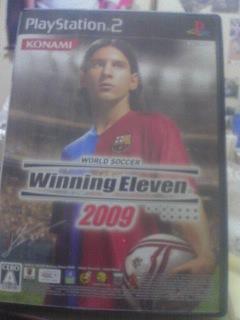 PlayStation 2
KONAMI
WORLD SOCCER
Winning Eleven
2009
CERO
A